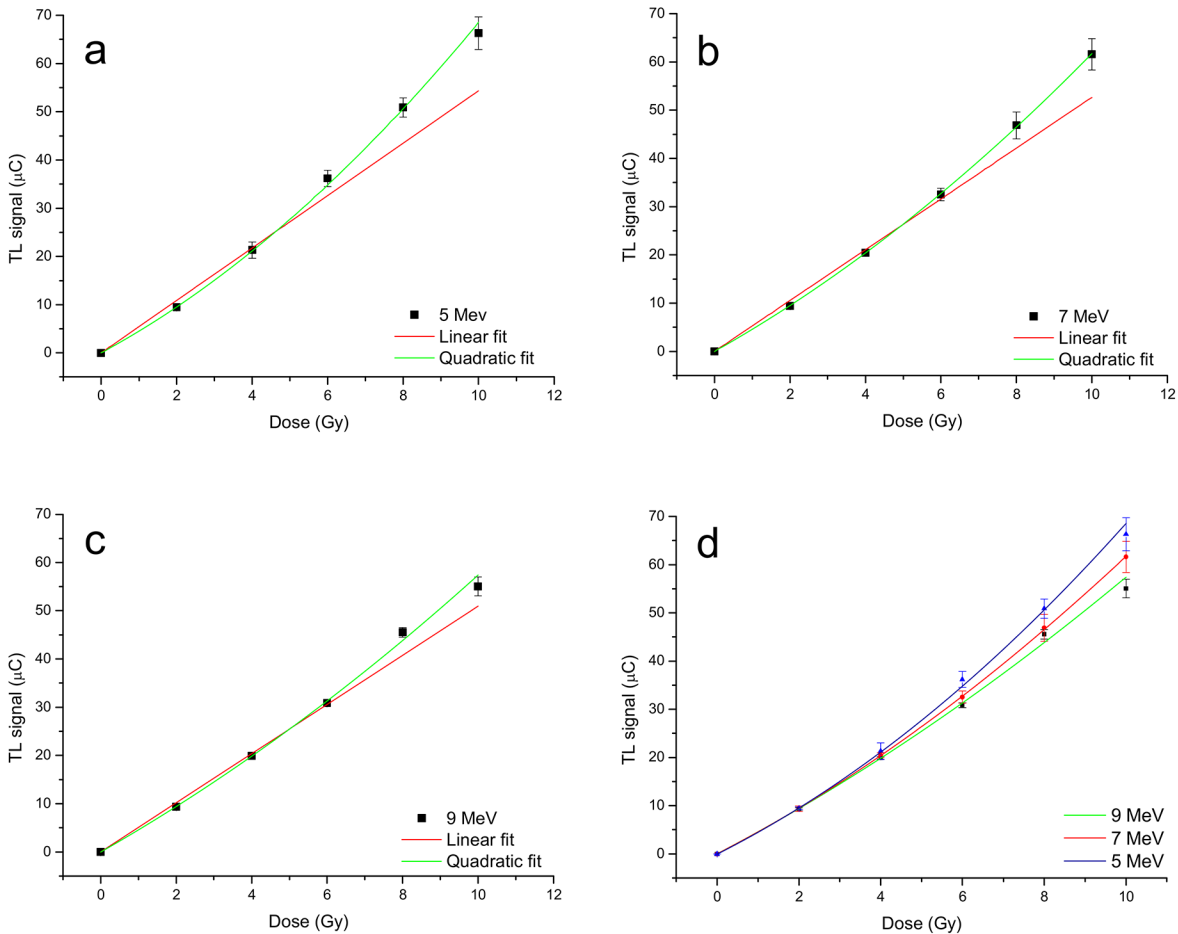 a
70
60
50
40
30
20
10
0
TL signal (μC)
5 Mev
Linear fit
Quadratic fit
0 2 4 6 8 10 12
Dose (Gy)
b
70
60
50
40
30
20
10
0
TL signal (μC)
7 MeV
Linear fit
Quadratic fit
0 2 4 6 8 10 12
Dose (Gy)
c
70
60
50
40
30
20
10
0
TL signal (μC)
9 MeV
Linear fit
Quadratic fit
0 2 4 6 8 10 12
Dose (Gy)
d
70
60
50
40
30
20
10
0
TL signal (μC)
9 MeV
7 MeV
5 MeV
0 2 4 6 8 10
Dose (Gy)